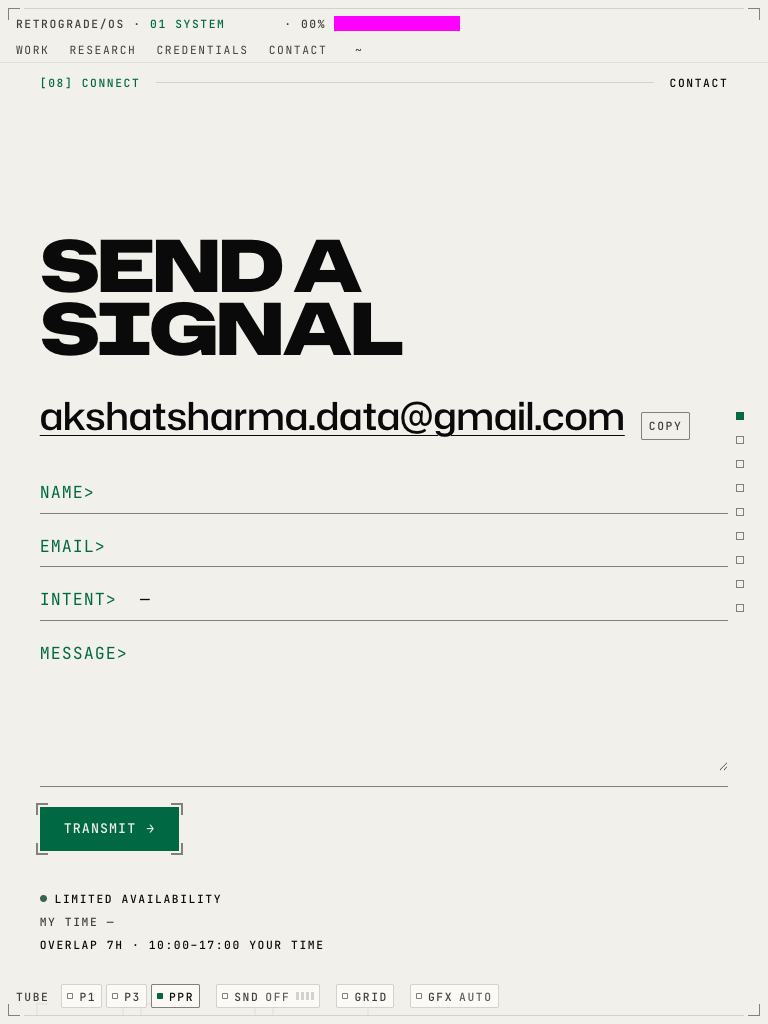 RETROGRADE/OS · 01 SYSTEM · 00%
WORK RESEARCH CREDENTIALS CONTACT ~
[08] CONNECT CONTACT
SEND A
SIGNAL
akshatsharma.data@gmail.com COPY
NAME>
EMAIL>
INTENT> —
MESSAGE>
TRANSMIT →
LIMITED AVAILABILITY
MY TIME —
OVERLAP 7H · 10:00–17:00 YOUR TIME
TUBE P1 P3 PPR SND OFF GRID GFX AUTO